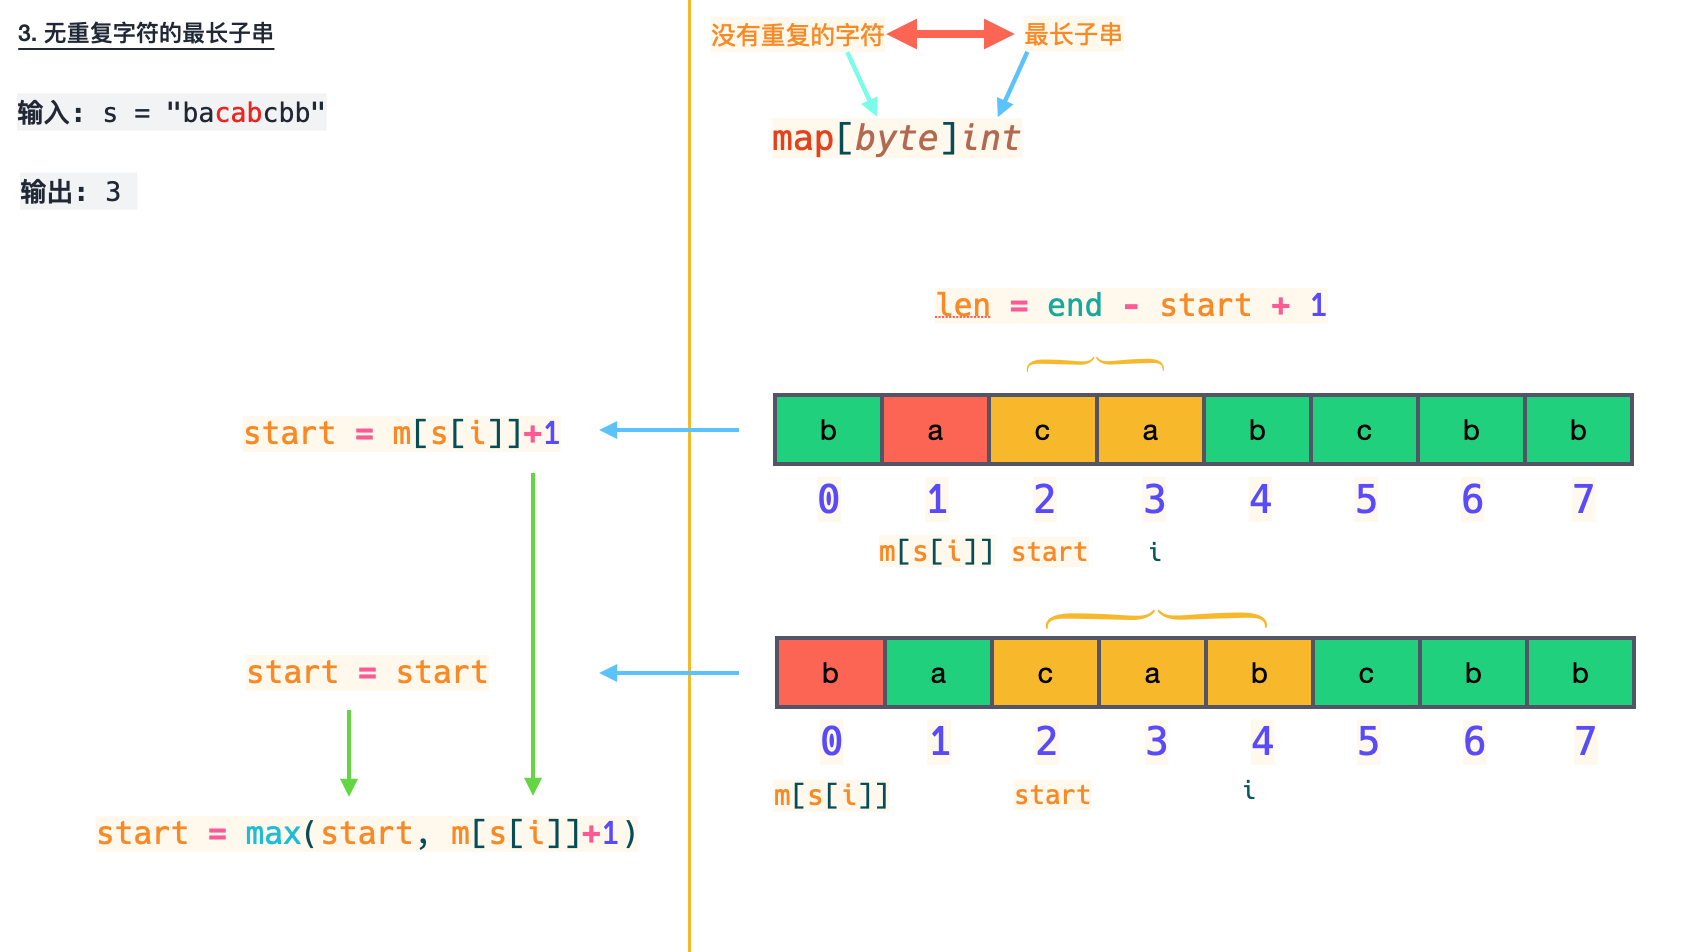 3. 无重复字符的最长子串
输入: s = "bacabcbb"
输出: 3
没有重复的字符 最长子串
map[byte]int
len = end - start + 1
start = m[s[i]]+1
b a c a b c b b
0 1 2 3 4 5 6 7
m[s[i]] start i
start = start
b a c a b c b b
0 1 2 3 4 5 6 7
m[s[i]] start i
start = max(start, m[s[i]]+1)